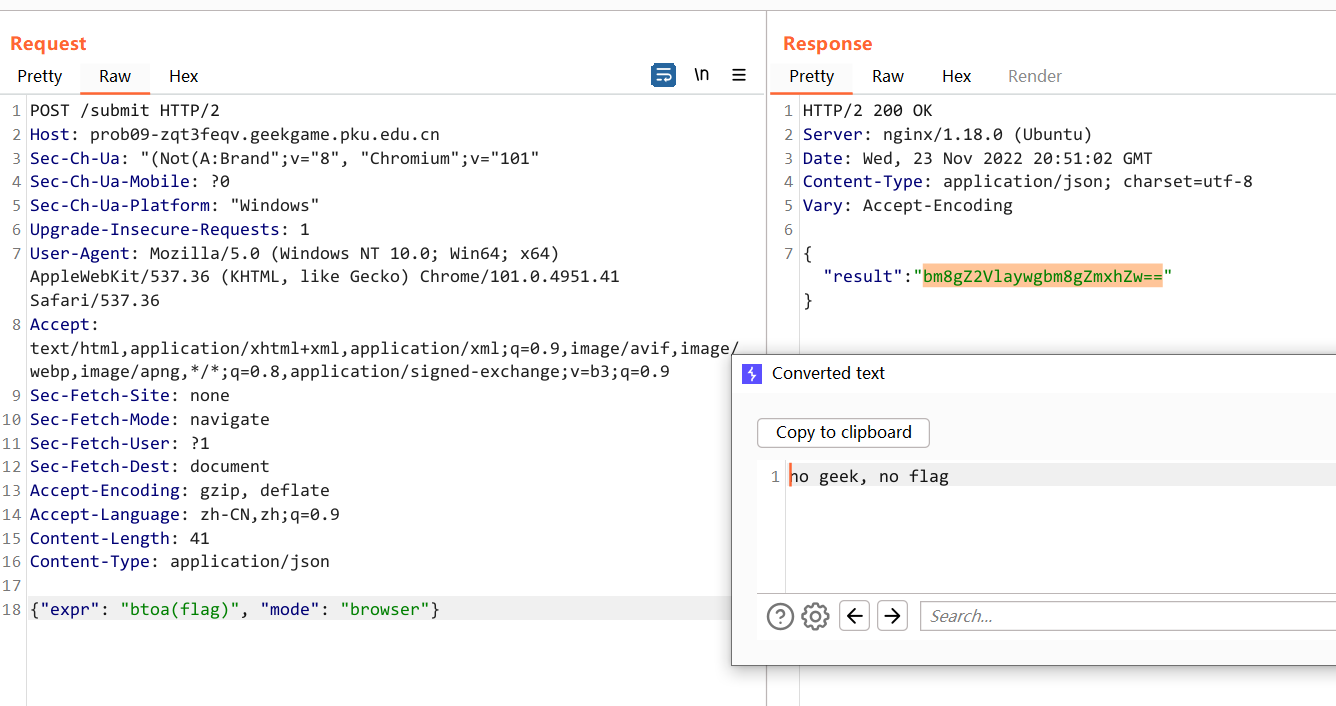 Request
Pretty Raw Hex \n
1 POST /submit HTTP/2
2 Host: prob09-zqt3feqv.geekgame.pku.edu.cn
3 Sec-Ch-Ua: "(Not(A:Brand";v="8", "Chromium";v="101"
4 Sec-Ch-Ua-Mobile: ?0
5 Sec-Ch-Ua-Platform: "Windows"
6 Upgrade-Insecure-Requests: 1
7 User-Agent: Mozilla/5.0 (Windows NT 10.0; Win64; x64)
AppleWebKit/537.36 (KHTML, like Gecko) Chrome/101.0.4951.41
Safari/537.36
8 Accept:
text/html,application/xhtml+xml,application/xml;q=0.9,image/avif,image/
webp,image/apng,*/*;q=0.8,application/signed-exchange;v=b3;q=0.9
9 Sec-Fetch-Site: none
10 Sec-Fetch-Mode: navigate
11 Sec-Fetch-User: ?1
12 Sec-Fetch-Dest: document
13 Accept-Encoding: gzip, deflate
14 Accept-Language: zh-CN,zh;q=0.9
15 Content-Length: 41
16 Content-Type: application/json
17
18 {"expr": "btoa(flag)", "mode": "browser"}
Response
Pretty Raw Hex Render
1 HTTP/2 200 OK
2 Server: nginx/1.18.0 (Ubuntu)
3 Date: Wed, 23 Nov 2022 20:51:02 GMT
4 Content-Type: application/json; charset=utf-8
5 Vary: Accept-Encoding
6
7 {
"result":"bm8gZ2Vlaywgbm8gZmxhZw=="
}
Converted text
Copy to clipboard
1 no geek, no flag
Search...